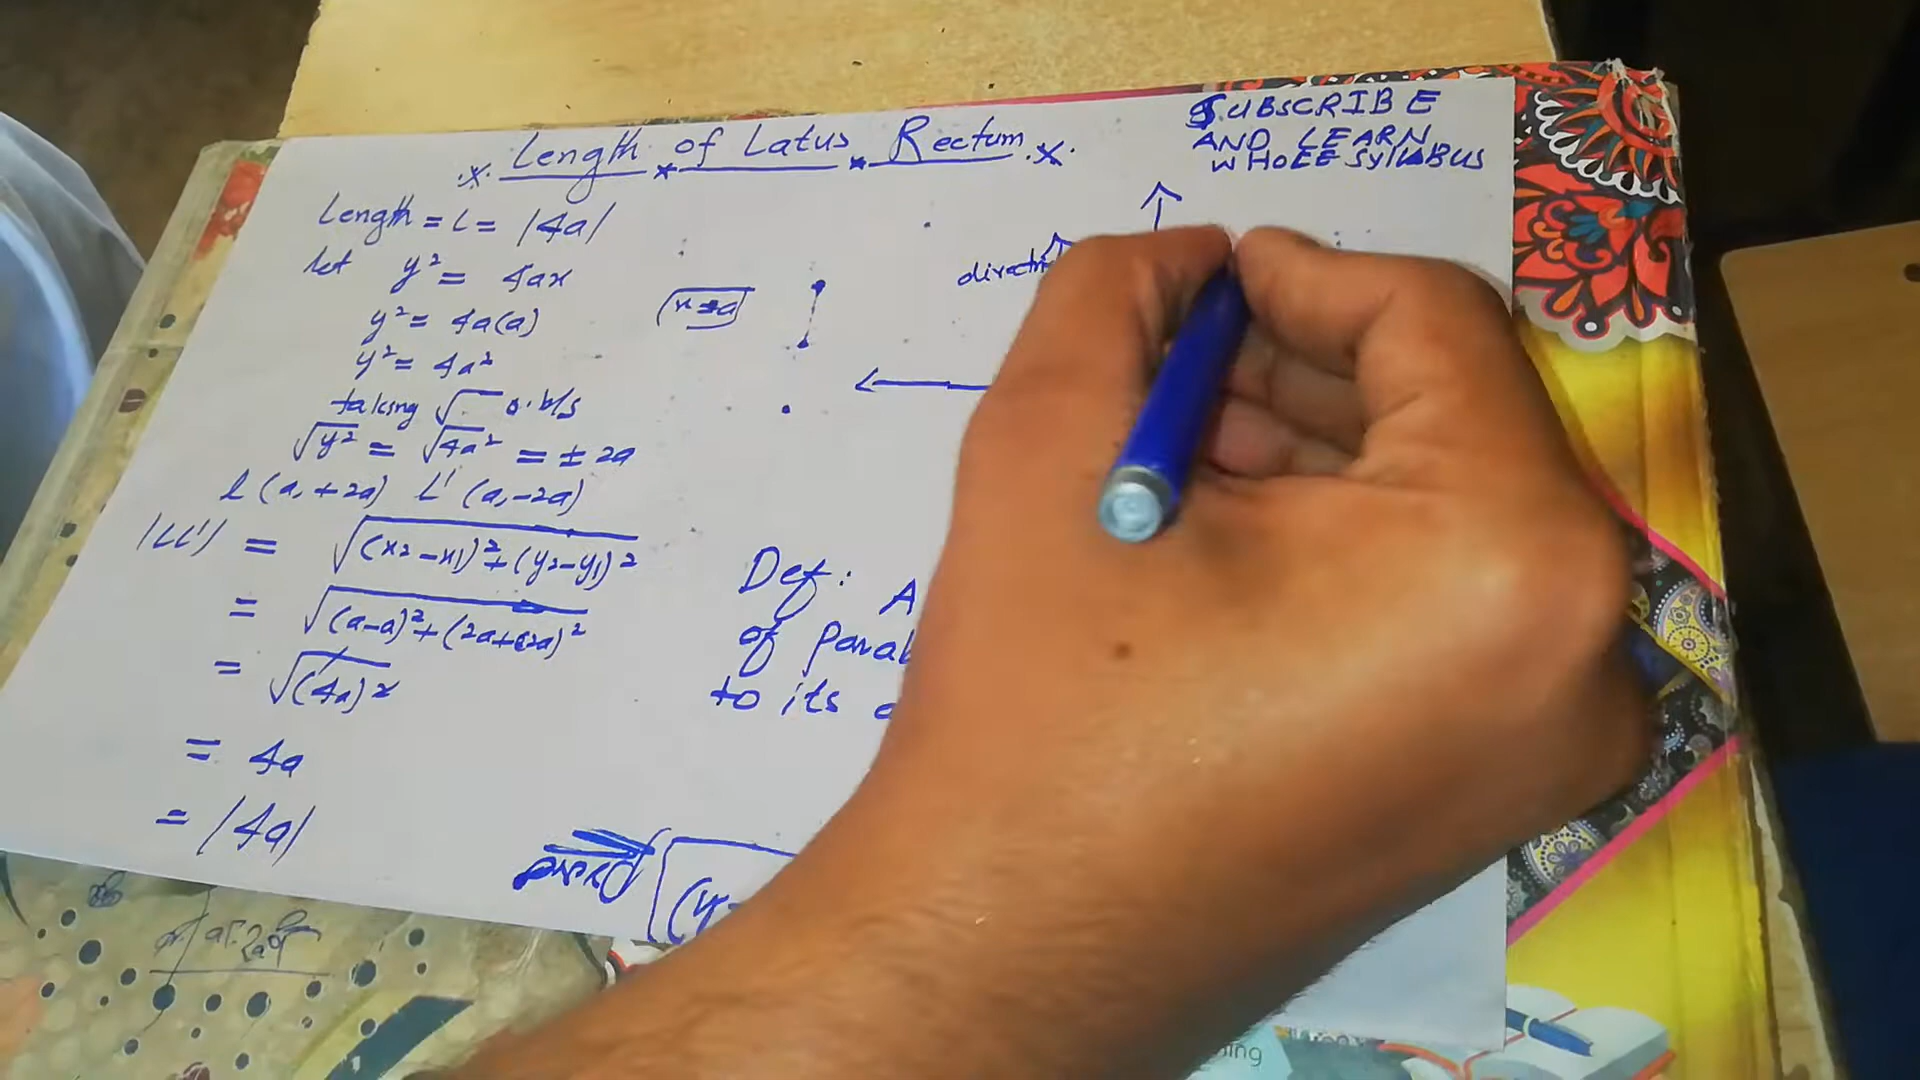 Length of Latus Rectum
SUBSCRIBE
AND LEARN
WHOLE SYllABUS
Length = L = |4a|
let y² = 4ax
y² = 4a(a)
x=a
y² = 4a²
taking √ o.b/s
√y² = √4a² = ± 2a
l (a, +2a) L' (a, -2a)
|LL'| = √(x₂-x₁)²+(y₂-y₁)²
= √(a-a)²+(2a+2a)²
= √(4a)²
= 4a
= |4a|
directri
Def: A
of parab
to its
(y